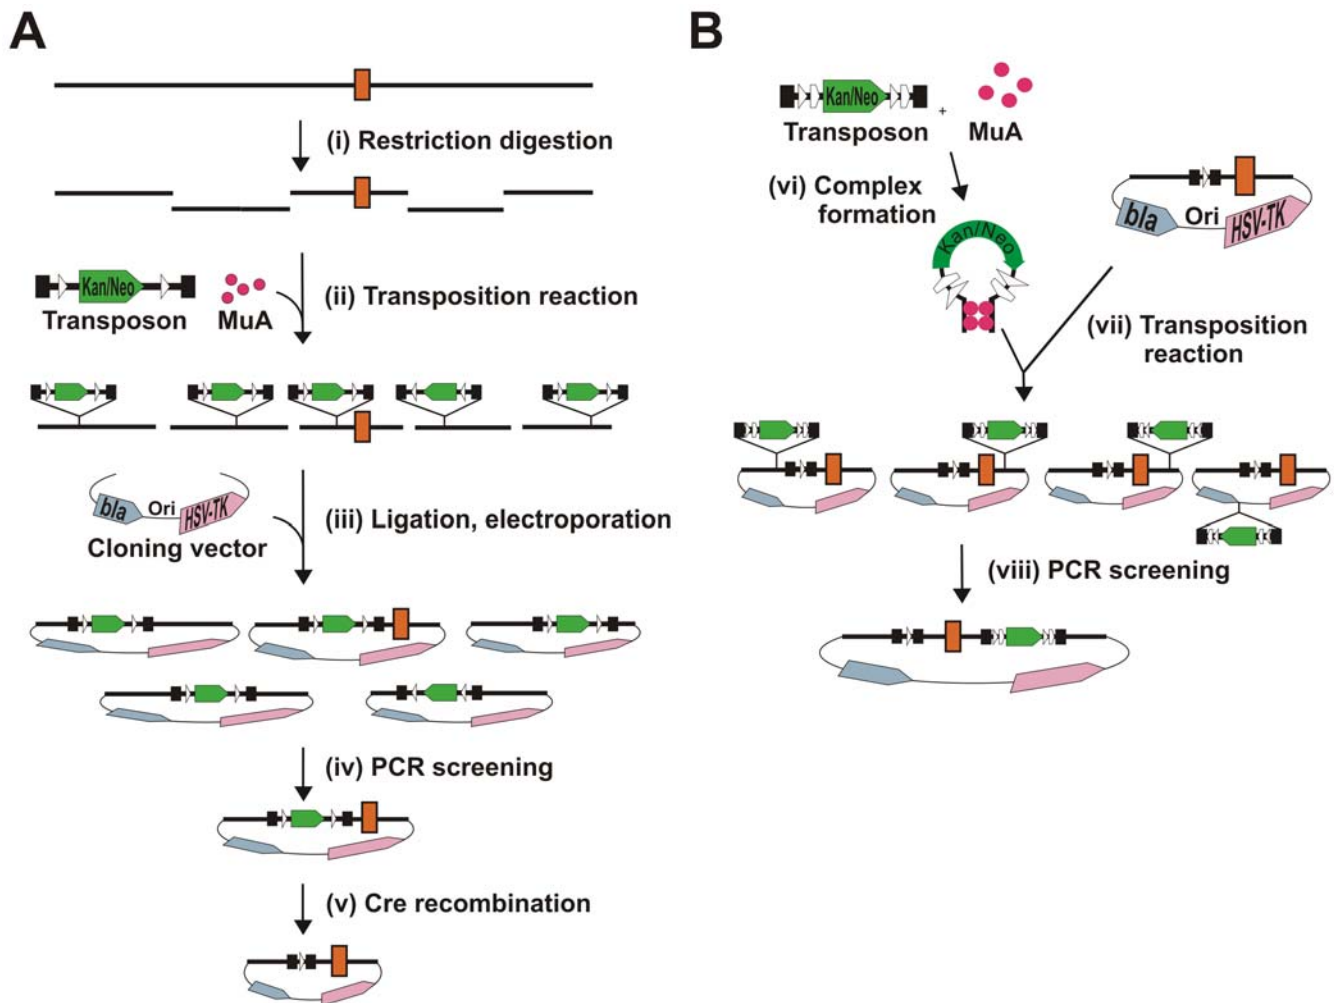 A
(i) Restriction digestion
Kan/Neo
Transposon
MuA
(ii) Transposition reaction
bla
Ori
HSV-TK
Cloning vector
(iii) Ligation, electroporation
(iv) PCR screening
(v) Cre recombination
B
Kan/Neo
+
Transposon
MuA
(vi) Complex
formation
Kan/Neo
bla
Ori
HSV-TK
(vii) Transposition
reaction
(viii) PCR screening